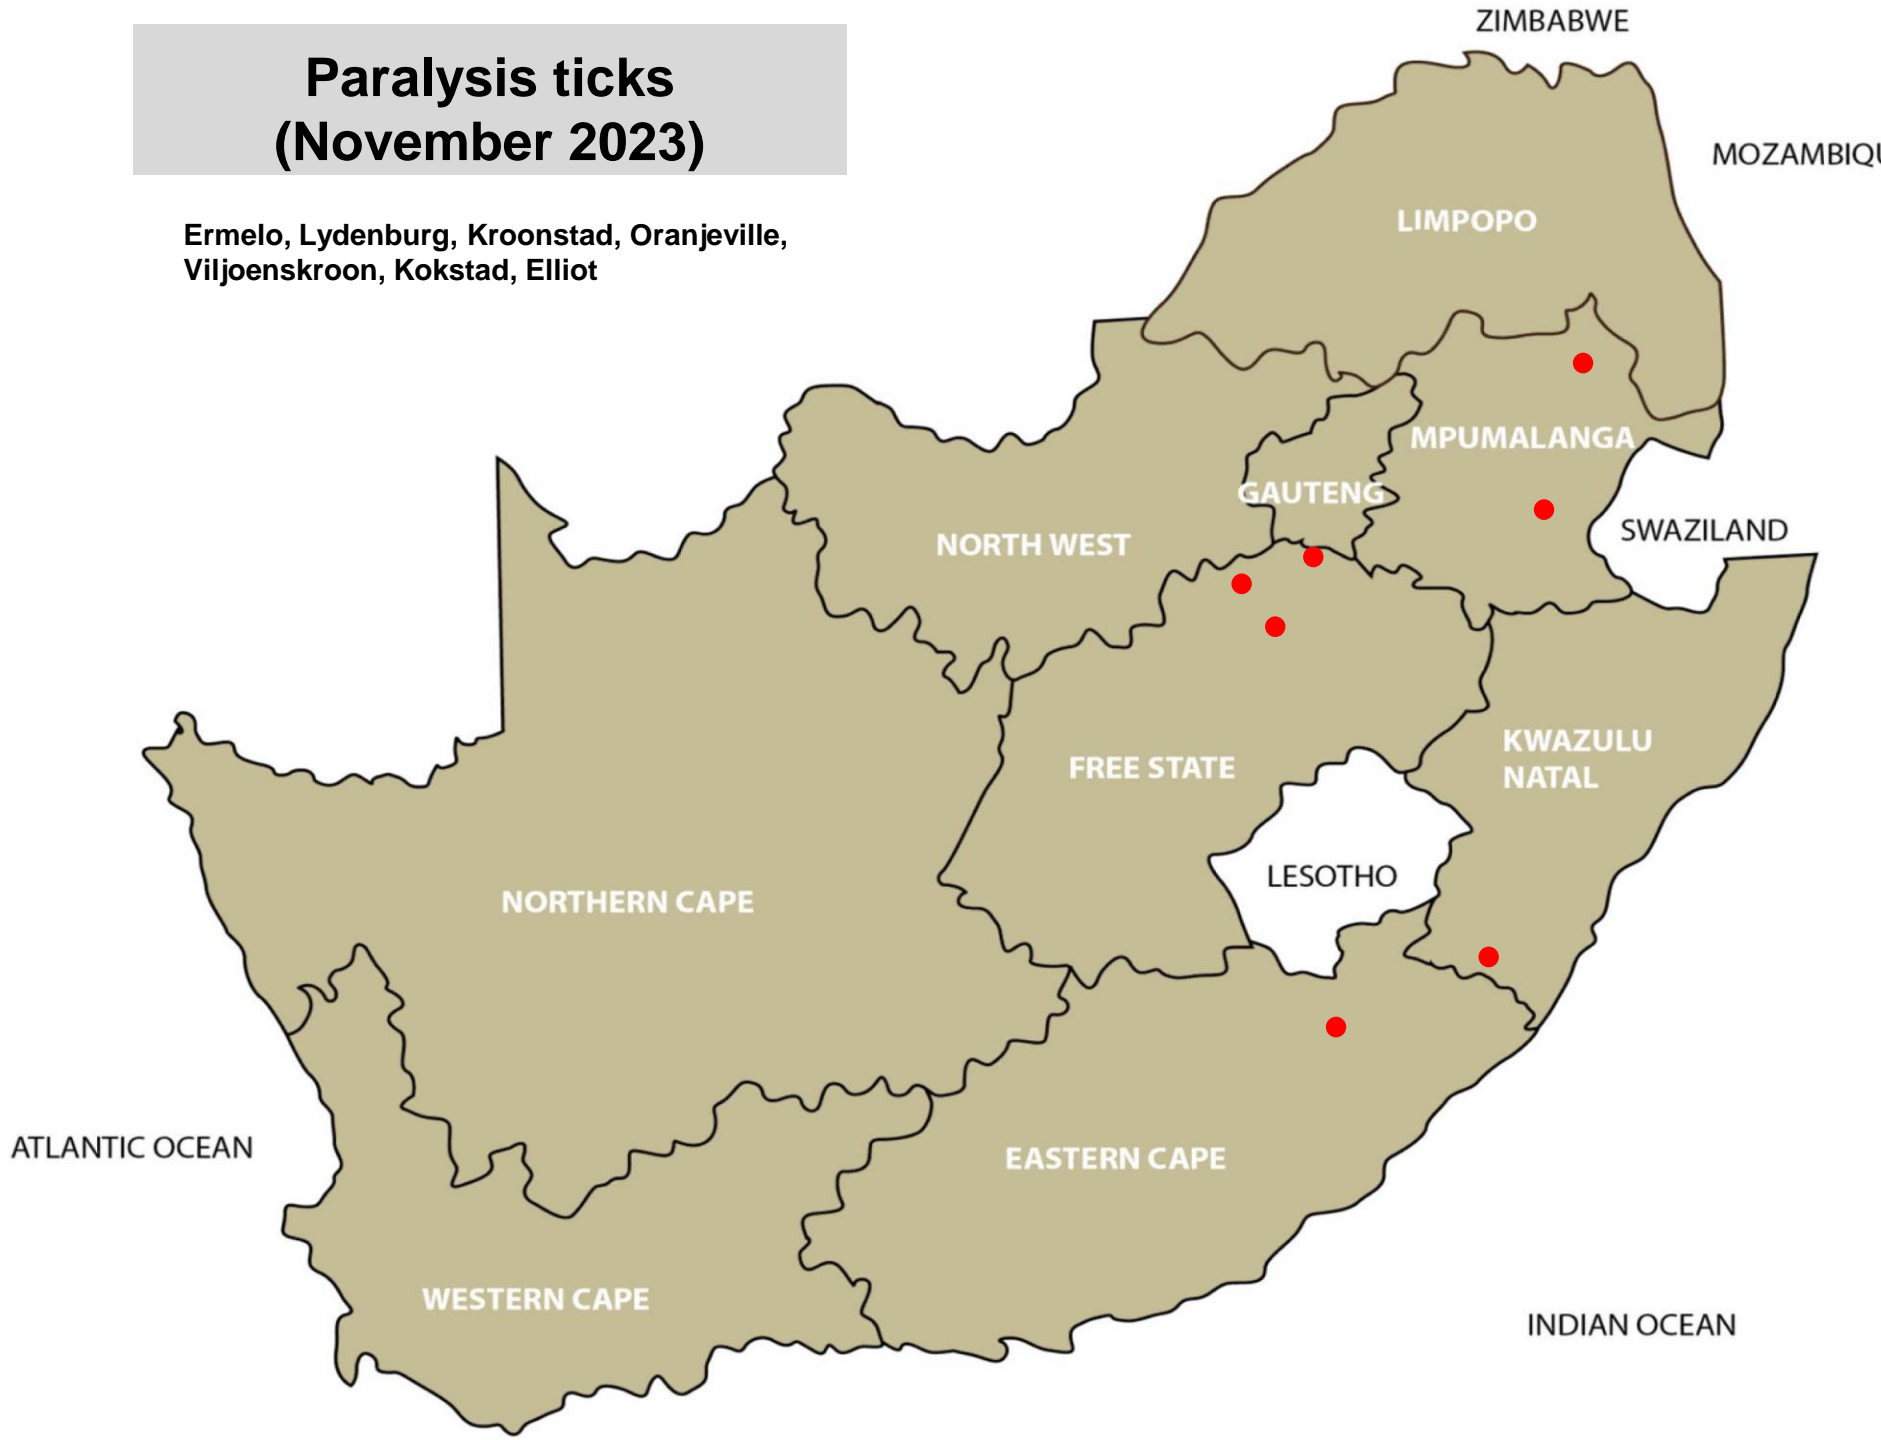 Paralysis ticks
(November 2023)
Ermelo, Lydenburg, Kroonstad, Oranjeville,
Viljoenskroon, Kokstad, Elliot
ZIMBABWE
MOZAMBIQU
LIMPOPO
MPUMALANGA
GAUTENG
SWAZILAND
NORTH WEST
KWAZULU
NATAL
FREE STATE
LESOTHO
NORTHERN CAPE
ATLANTIC OCEAN
EASTERN CAPE
WESTERN CAPE
INDIAN OCEAN